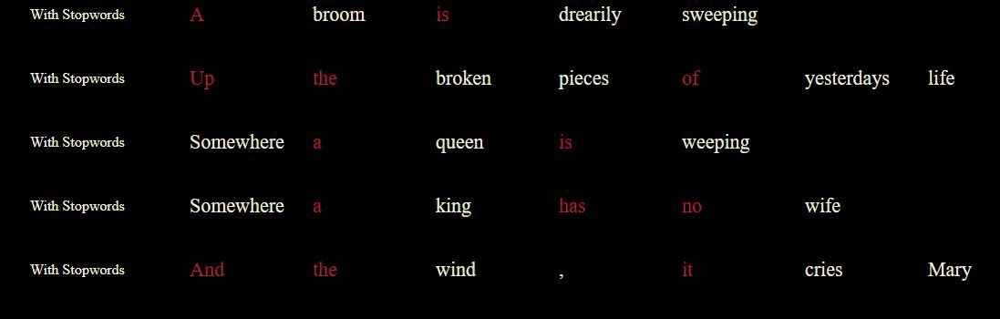 With Stopwords A broom is drearily sweeping
With Stopwords Up the broken pieces of yesterdays life
With Stopwords Somewhere a queen is weeping
With Stopwords Somewhere a king has no wife
With Stopwords And the wind , it cries Mary